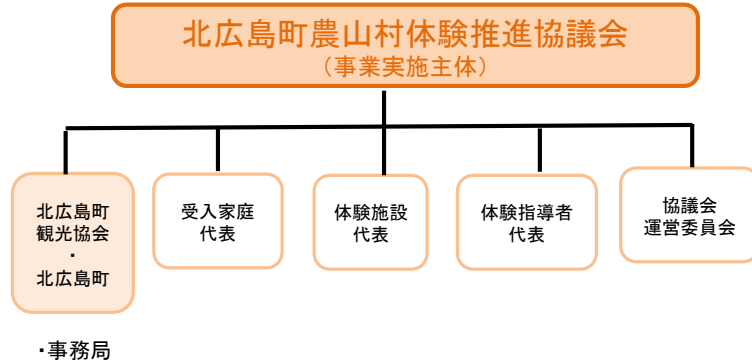 北広島町農山村体験推進協議会
（事業実施主体）
北広島町
観光協会
・
北広島町
受入家庭
代表
体験施設
代表
体験指導者
代表
協議会
運営委員会
・事務局